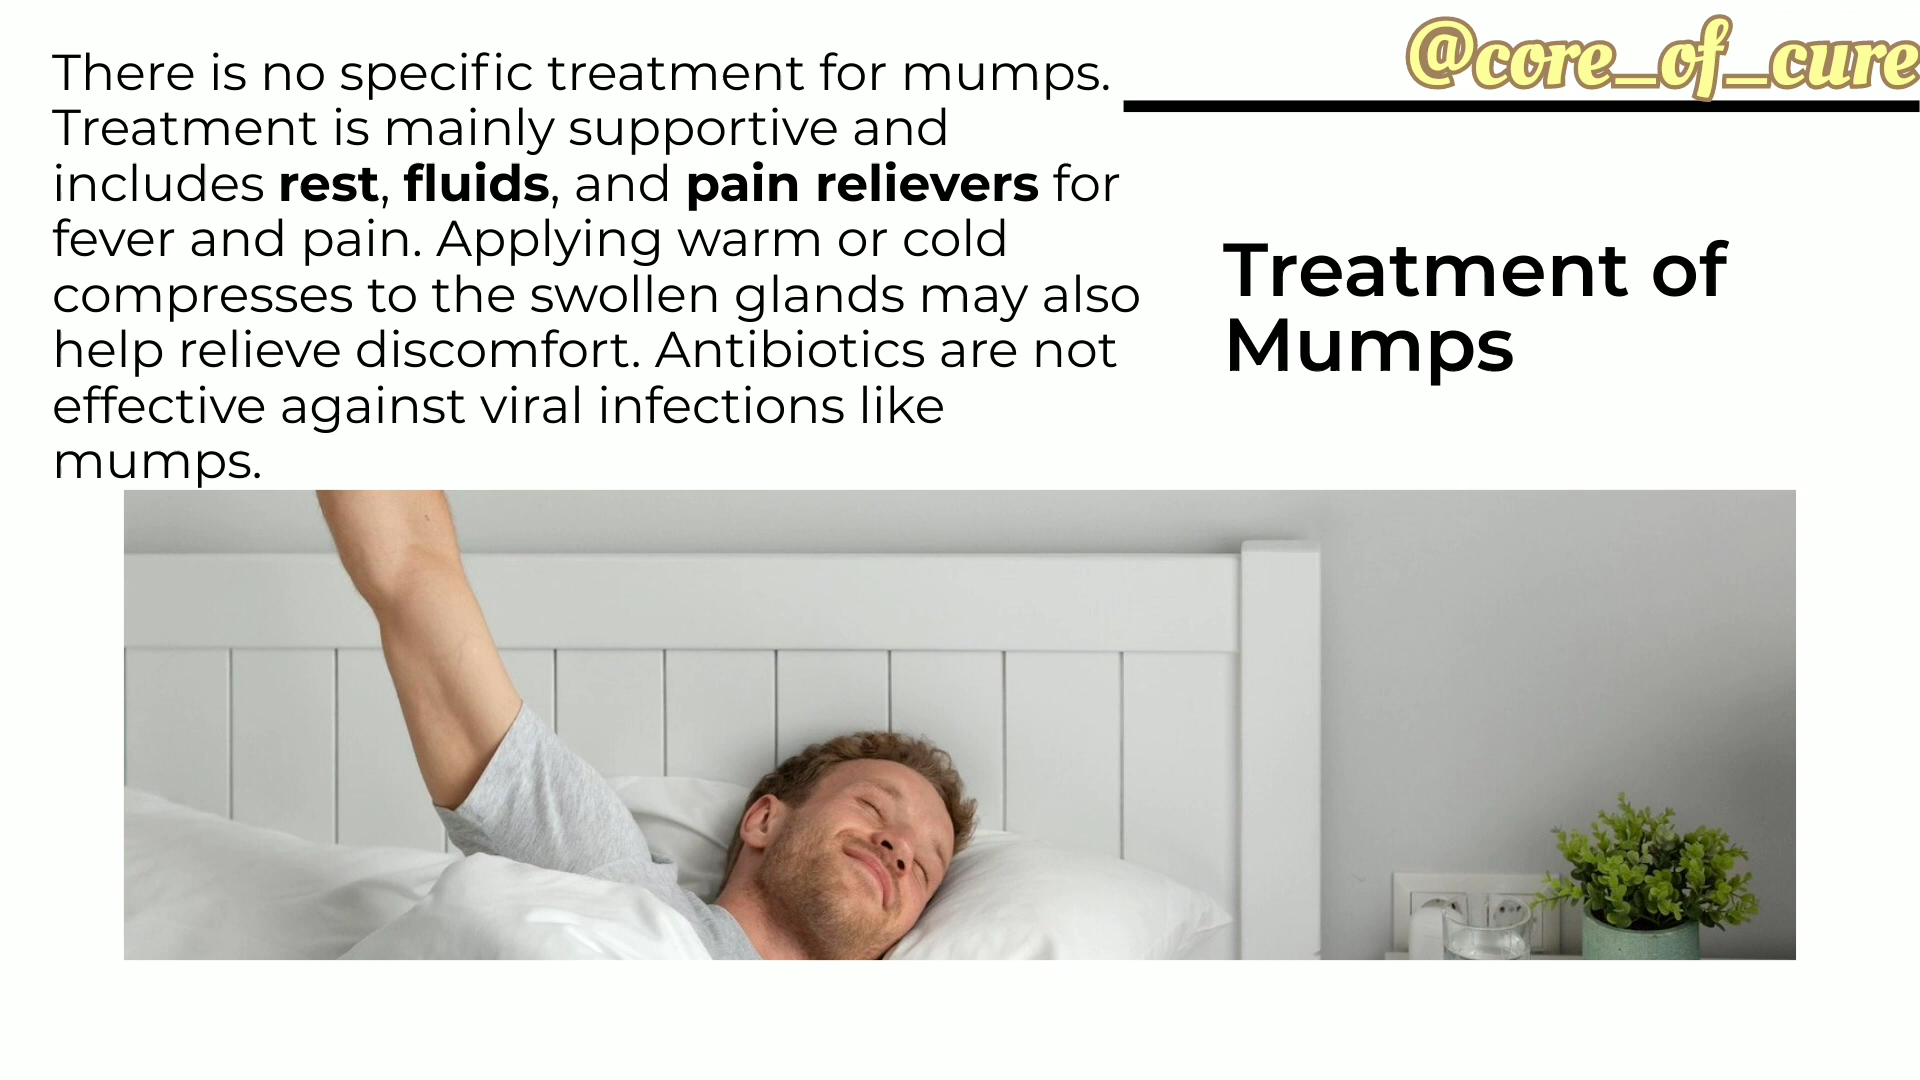 @core_of_cure
There is no specific treatment for mumps.
Treatment is mainly supportive and
includes rest, fluids, and pain relievers for
fever and pain. Applying warm or cold
compresses to the swollen glands may also
help relieve discomfort. Antibiotics are not
effective against viral infections like
mumps.
Treatment of
Mumps